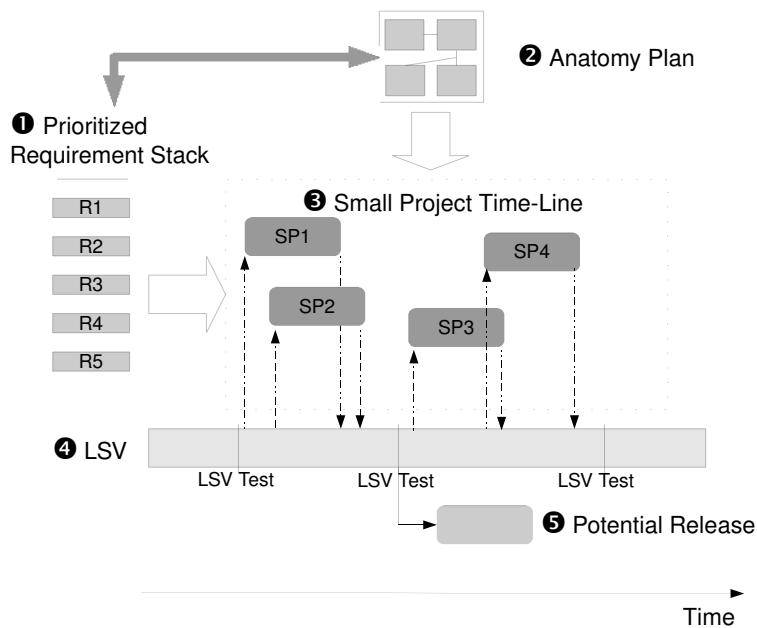 ❷ Anatomy Plan
❶ Prioritized
Requirement Stack
❸ Small Project Time-Line
R1
R2
R3
R4
R5
SP1
SP2
SP3
SP4
❹ LSV
LSV Test
LSV Test
LSV Test
❺ Potential Release
Time